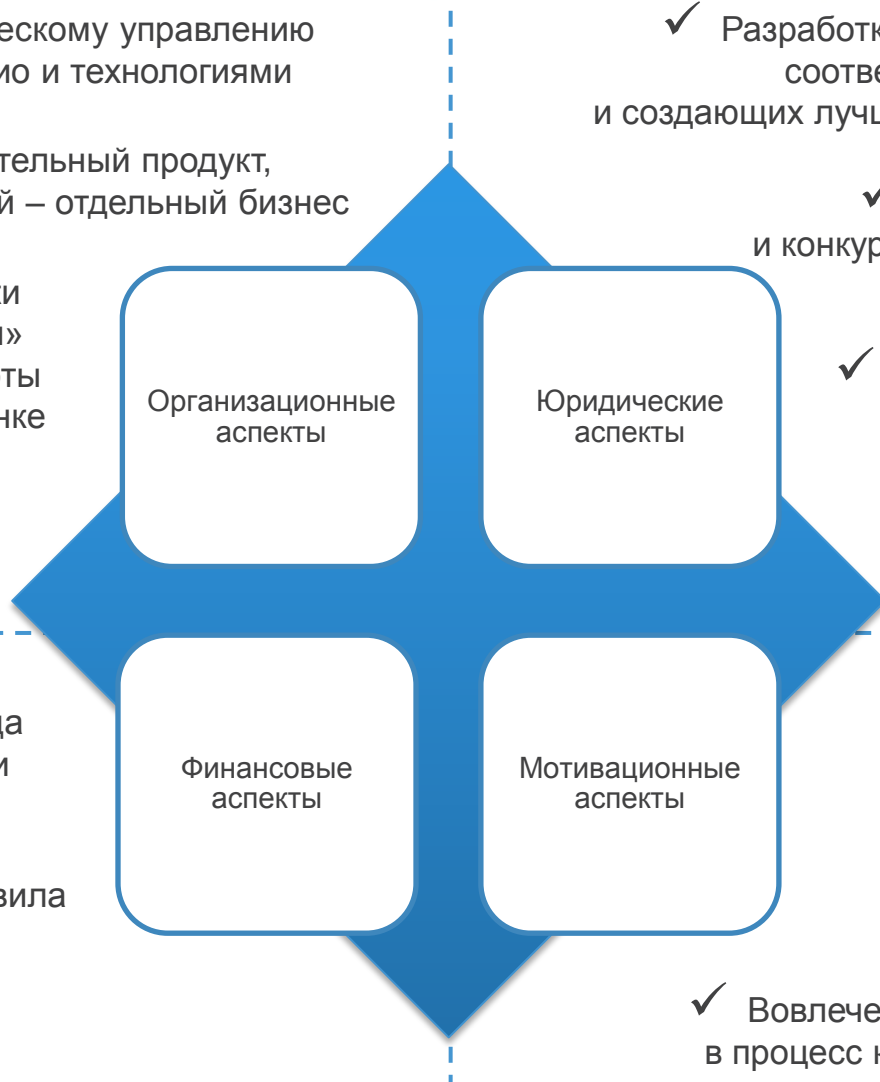 ескому управлению
ио и технологиями
тельный продукт,
й – отдельный бизнес
ки
»
ты
нке
Разработк
соотве
и создающих лучш
и конкур
Организационные
аспекты
Юридические
аспекты
да
и
вила
Финансовые
аспекты
Мотивационные
аспекты
Вовлече
в процесс н